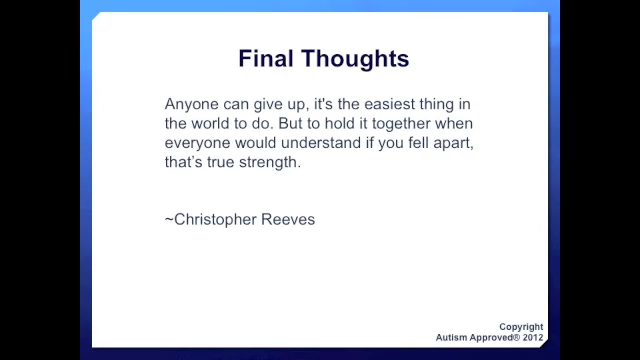 Final Thoughts
Anyone can give up, it's the easiest thing in
the world to do. But to hold it together when
everyone would understand if you fell apart,
that’s true strength.
~Christopher Reeves
Copyright
Autism Approved® 2012